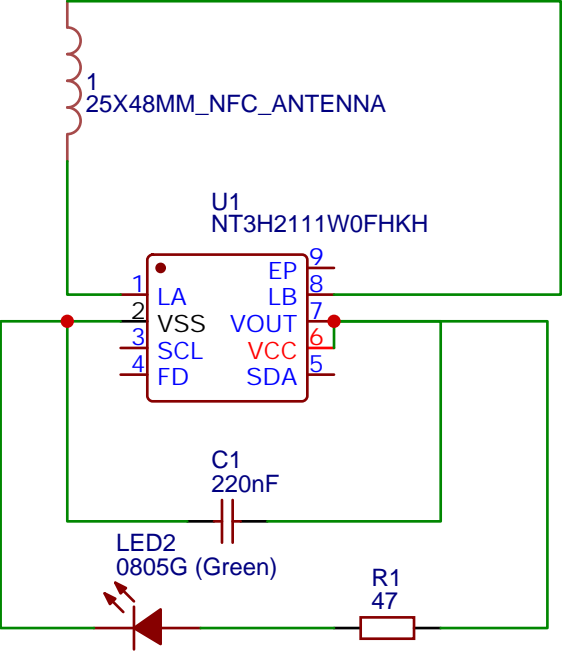 1
25X48MM_NFC_ANTENNA
U1
NT3H2111W0FHKH
EP 9
1 LA LB 8
2 VSS VOUT 7
3 SCL VCC 6
4 FD SDA 5
C1
220nF
LED2
0805G (Green)
R1
47